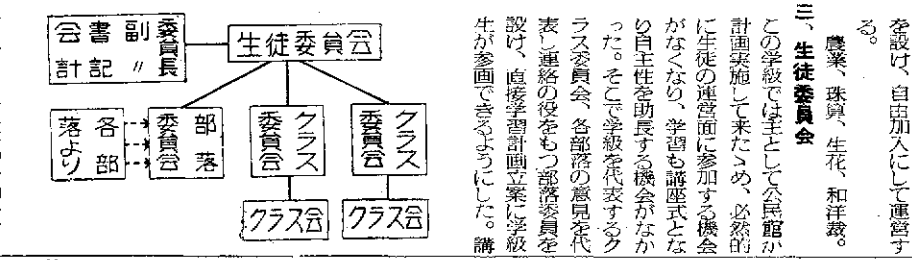 を設け、自由加入にして運営す
る。
農業、珠算、生花、和洋裁。
三、生徒委員会
この学級では主として公民館が
計画実施して来たゝめ、必然的
に生徒の運営面に参加する機会
がなくなり、学習も講座式とな
り自主性を助長する機会がなか
った。そこで学級を代表するク
ラス委員会、各部落の意見を代
表し連絡の役をもつ部落委員を
設け、直接学習計画立案に学級
生が参画できるようにした。講
生徒委員会
委員長
副〃
書記
会計
クラス
委員会
クラス会
クラス
委員会
クラス会
部落
委員会
各部
落より